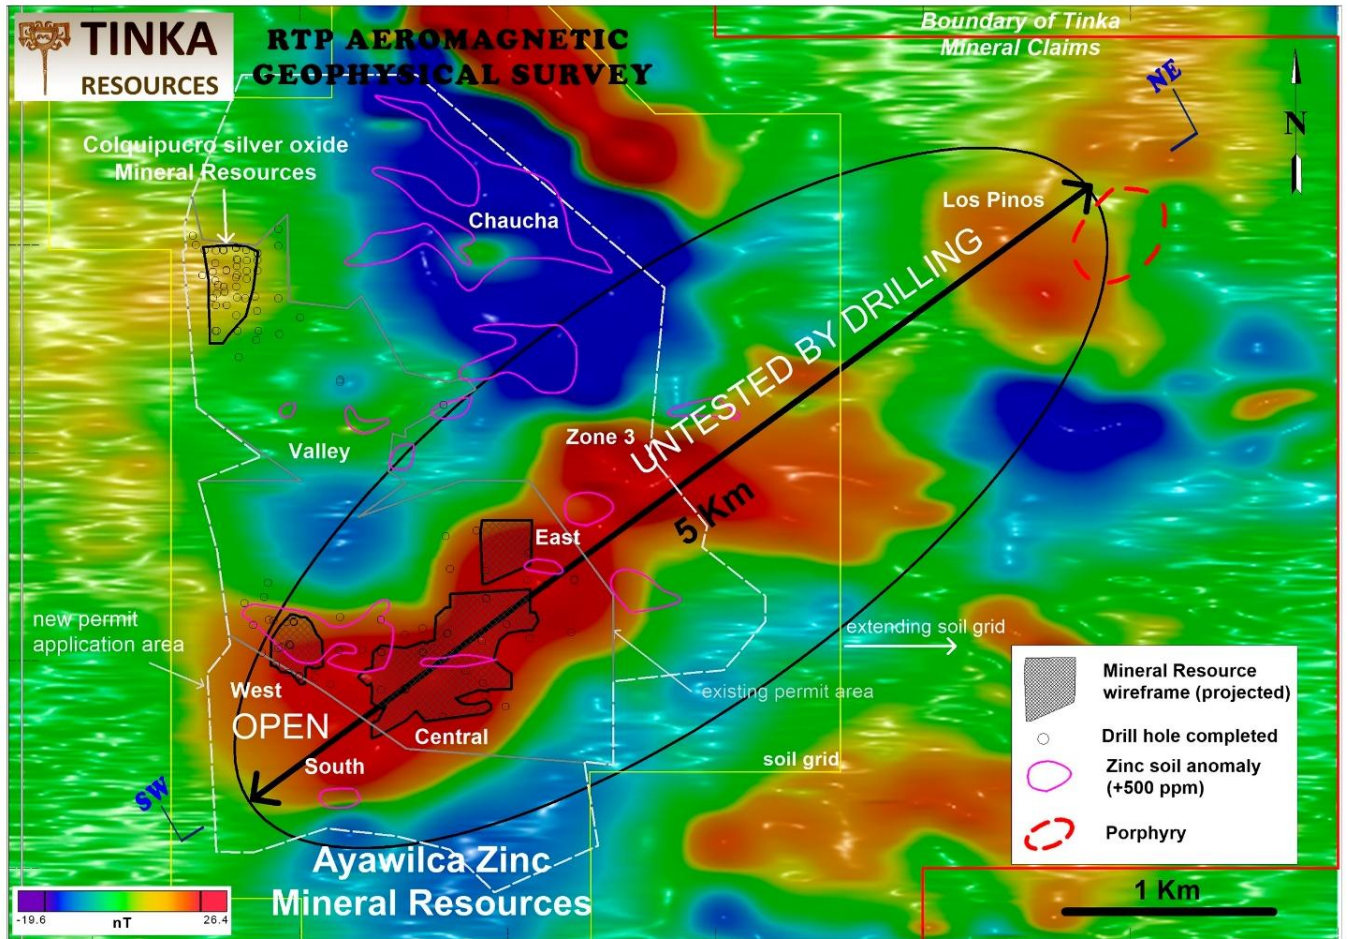 TINKA
RESOURCES
RTP AEROMAGNETIC
GEOPHYSICAL SURVEY
Boundary of Tinka
Mineral Claims
NE
N
Colquipucro silver oxide
Mineral Resources
Chaucha
Los Pinos
UNTESTED BY DRILLING
Zone 3
Valley
5 Km
East
new permit
application area
extending soil grid
West
OPEN
existing permit area
Central
South
soil grid
SW
Ayawilca Zinc
Mineral Resources
Mineral Resource
wireframe (projected)
Drill hole completed
Zinc soil anomaly
(+500 ppm)
Porphyry
1 Km
-19.6
nT
26.4